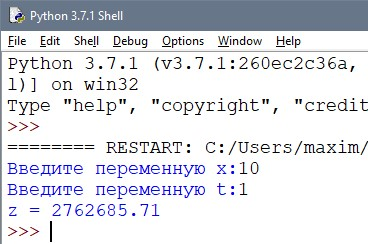 Python 3.7.1 Shell
File Edit Shell Debug Options Window Help
Python 3.7.1 (v3.7.1:260ec2c36a,
l)] on win32
Type "help", "copyright", "credit
>>>
======== RESTART: C:/Users/maxim/
Введите переменную x:10
Введите переменную t:1
z = 2762685.71
>>>